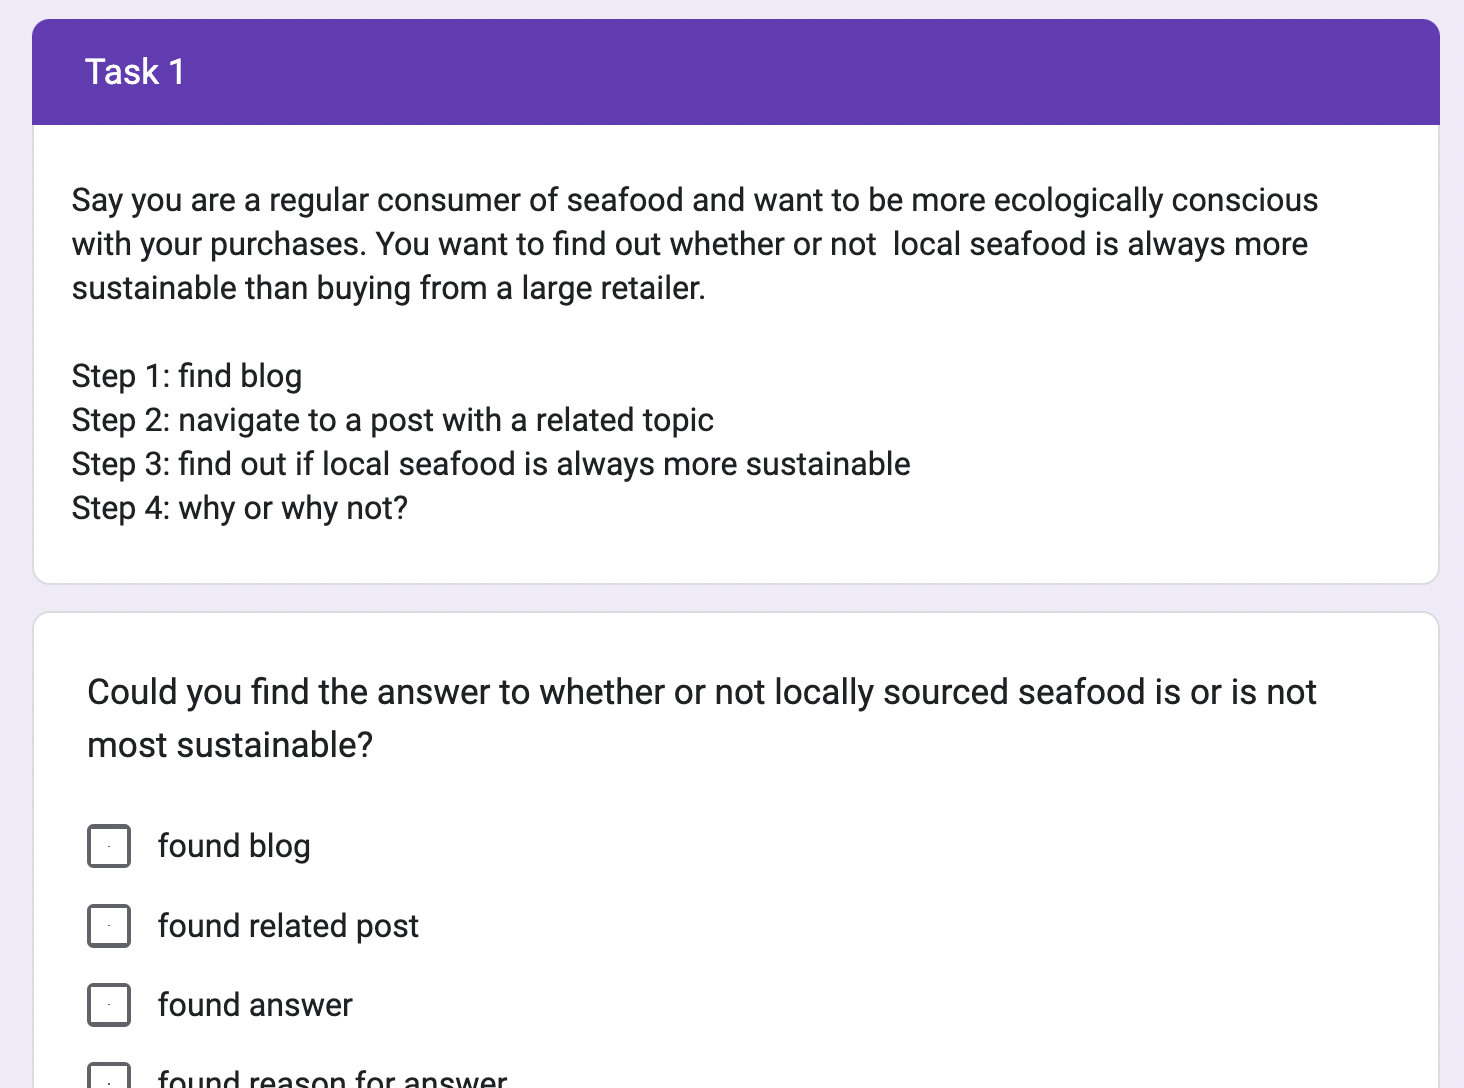 Task 1
Say you are a regular consumer of seafood and want to be more ecologically conscious
with your purchases. You want to find out whether or not  local seafood is always more
sustainable than buying from a large retailer.
Step 1: find blog
Step 2: navigate to a post with a related topic
Step 3: find out if local seafood is always more sustainable
Step 4: why or why not?
Could you find the answer to whether or not locally sourced seafood is or is not
most sustainable?
found blog
found related post
found answer
found reason for answer